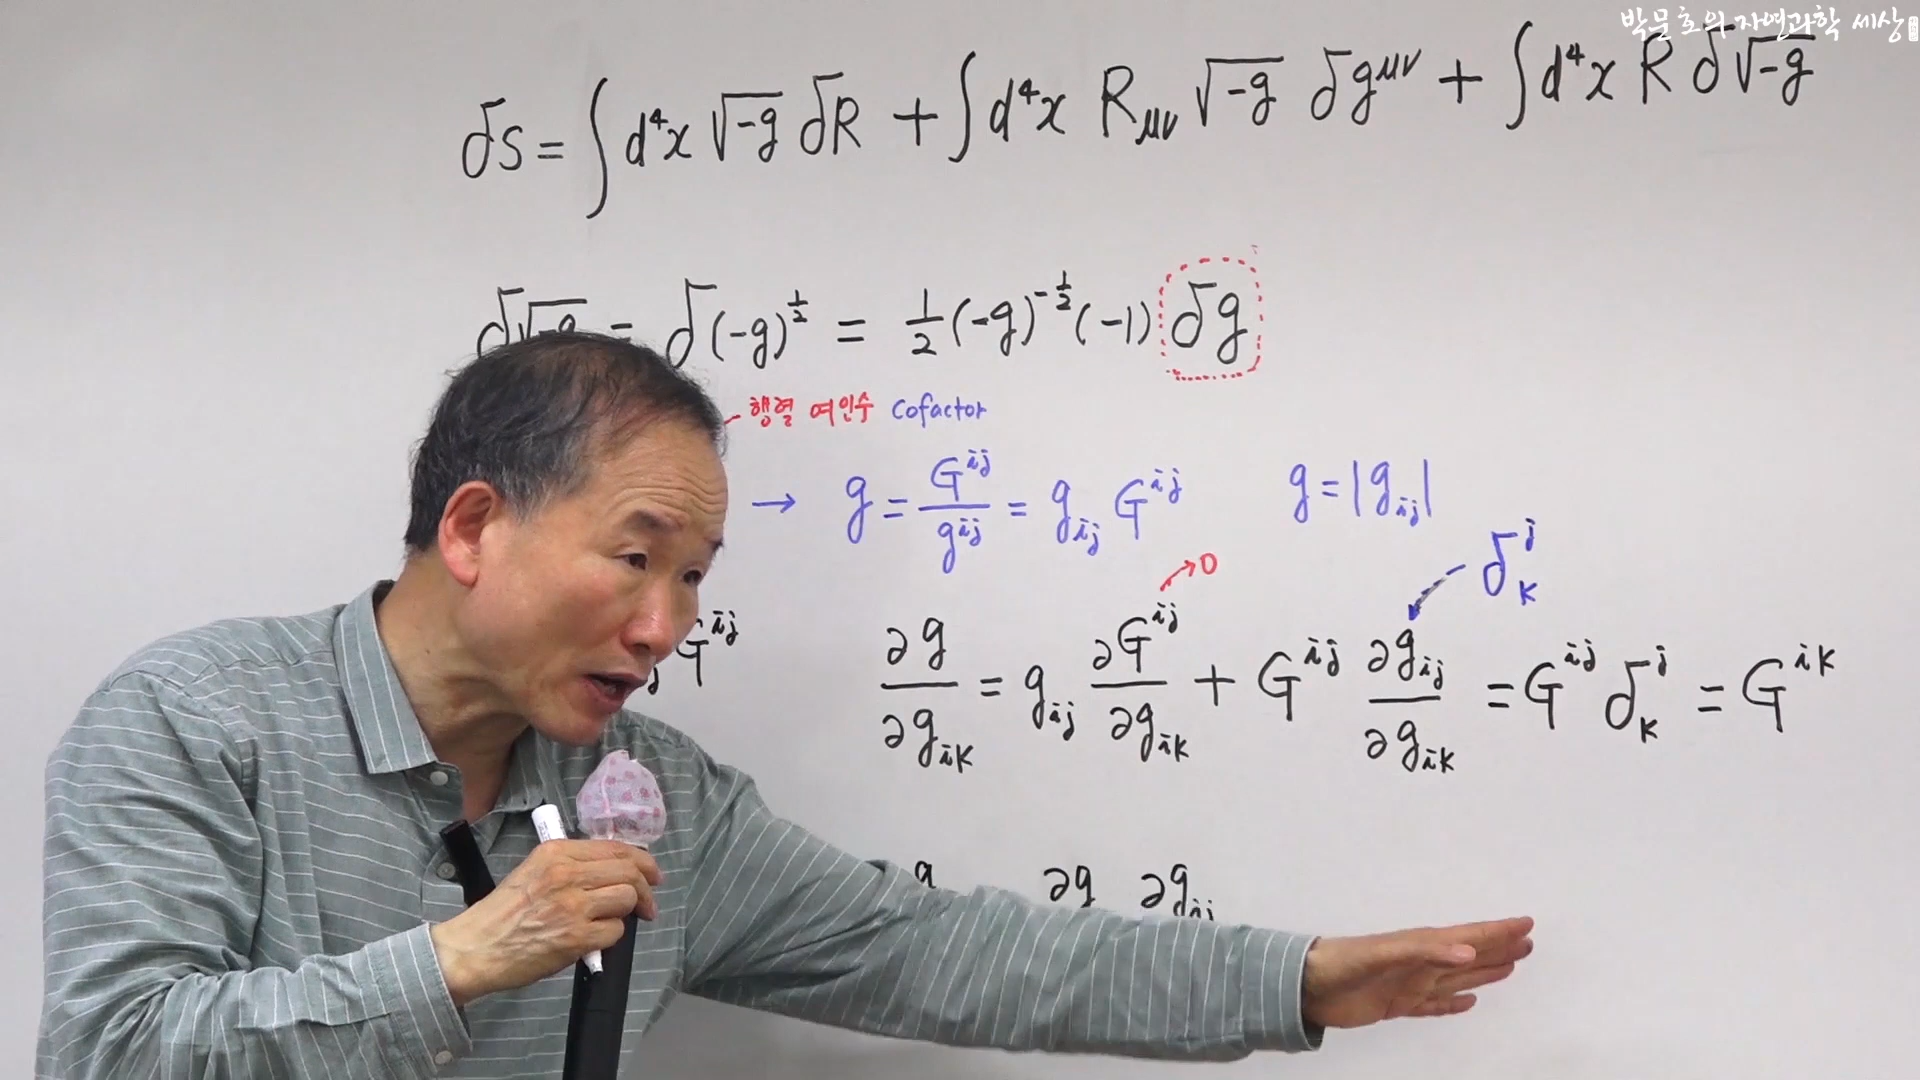 박문호의 자연과학 세상
δS = ∫ d⁴x √-g δR + ∫ d⁴x R_μν √-g δg^μν + ∫ d⁴x R δ√-g
δ√-g = δ(-g)^½ = ½ (-g)^-½ (-1) δg
행렬 여인수 Cofactor
→ g = G^ij / g^ij = g_ij G^ij g = |g_ij|
→ 0 δ^j_k
G^ij ∂g/∂g_ik = g_ij ∂G^ij/∂g_ik + G^ij ∂g_ij/∂g_ik = G^ij δ^j_k = G^ik
g ∂g ∂g_ij